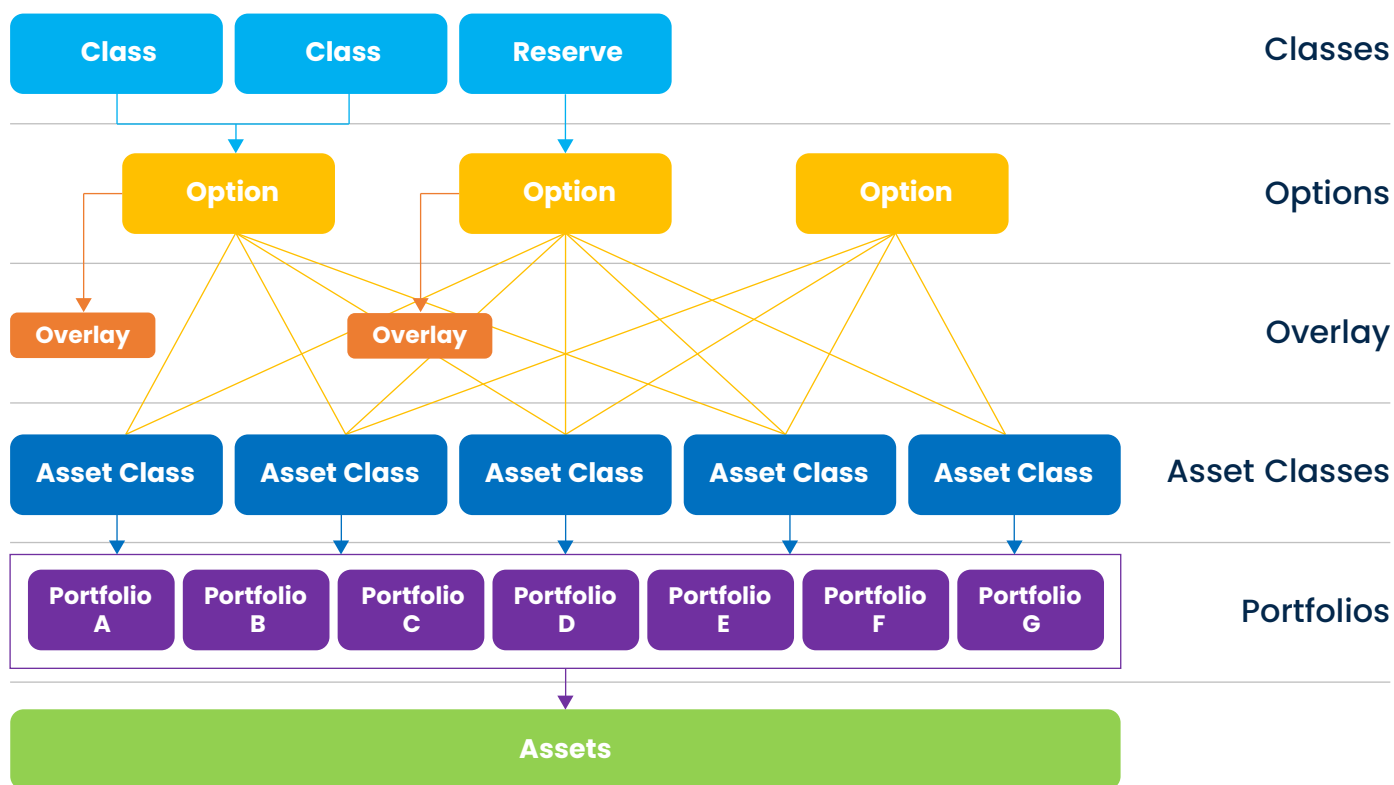 Class
Class
Reserve
Classes
Option
Option
Option
Options
Overlay
Overlay
Overlay
Asset Class
Asset Class
Asset Class
Asset Class
Asset Class
Asset Classes
Portfolio
A
Portfolio
B
Portfolio
C
Portfolio
D
Portfolio
E
Portfolio
F
Portfolio
G
Portfolios
Assets